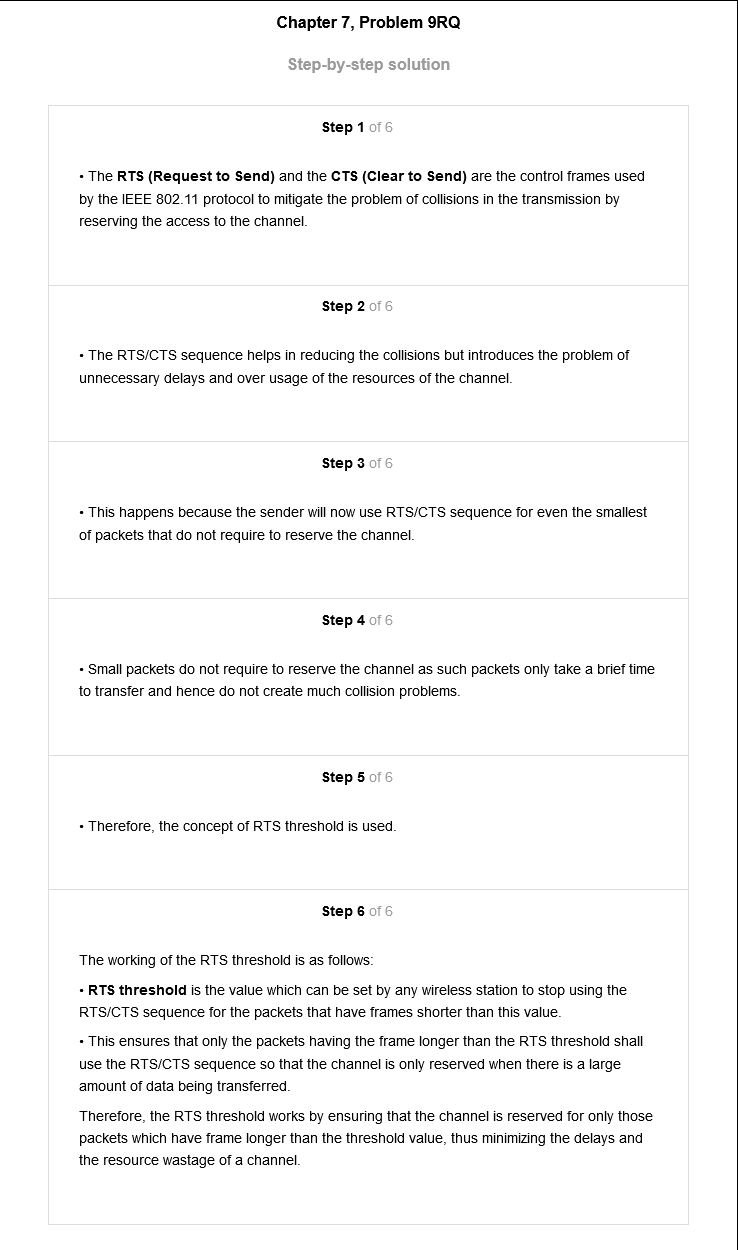 Chapter 7, Problem 9RQ
Step-by-step solution
Step 1 of 6
• The RTS (Request to Send) and the CTS (Clear to Send) are the control frames used
by the IEEE 802.11 protocol to mitigate the problem of collisions in the transmission by
reserving the access to the channel.
Step 2 of 6
• The RTS/CTS sequence helps in reducing the collisions but introduces the problem of
unnecessary delays and over usage of the resources of the channel.
Step 3 of 6
• This happens because the sender will now use RTS/CTS sequence for even the smallest
of packets that do not require to reserve the channel.
Step 4 of 6
• Small packets do not require to reserve the channel as such packets only take a brief time
to transfer and hence do not create much collision problems.
Step 5 of 6
• Therefore, the concept of RTS threshold is used.
Step 6 of 6
The working of the RTS threshold is as follows:
• RTS threshold is the value which can be set by any wireless station to stop using the
RTS/CTS sequence for the packets that have frames shorter than this value.
• This ensures that only the packets having the frame longer than the RTS threshold shall
use the RTS/CTS sequence so that the channel is only reserved when there is a large
amount of data being transferred.
Therefore, the RTS threshold works by ensuring that the channel is reserved for only those
packets which have frame longer than the threshold value, thus minimizing the delays and
the resource wastage of a channel.